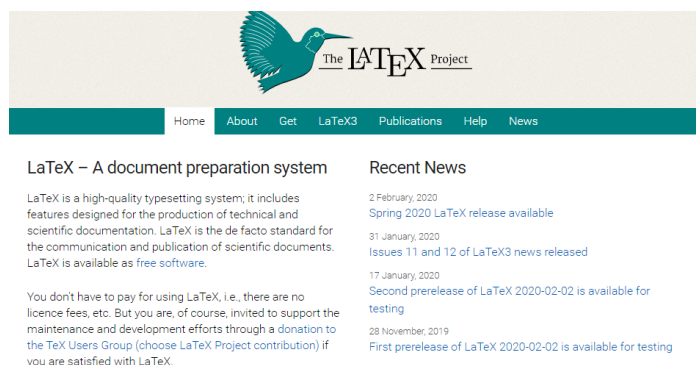 The LATEX Project
Home About Get LaTeX3 Publications Help News
LaTeX – A document preparation system
LaTeX is a high-quality typesetting system; it includes
features designed for the production of technical and
scientific documentation. LaTeX is the de facto standard for
the communication and publication of scientific documents.
LaTeX is available as free software.
You don't have to pay for using LaTeX, i.e., there are no
licence fees, etc. But you are, of course, invited to support the
maintenance and development efforts through a donation to
the TeX Users Group (choose LaTeX Project contribution) if
you are satisfied with LaTeX.
Recent News
2 February, 2020
Spring 2020 LaTeX release available
31 January, 2020
Issues 11 and 12 of LaTeX3 news released
17 January, 2020
Second prerelease of LaTeX 2020-02-02 is available for
testing
28 November, 2019
First prerelease of LaTeX 2020-02-02 is available for testing